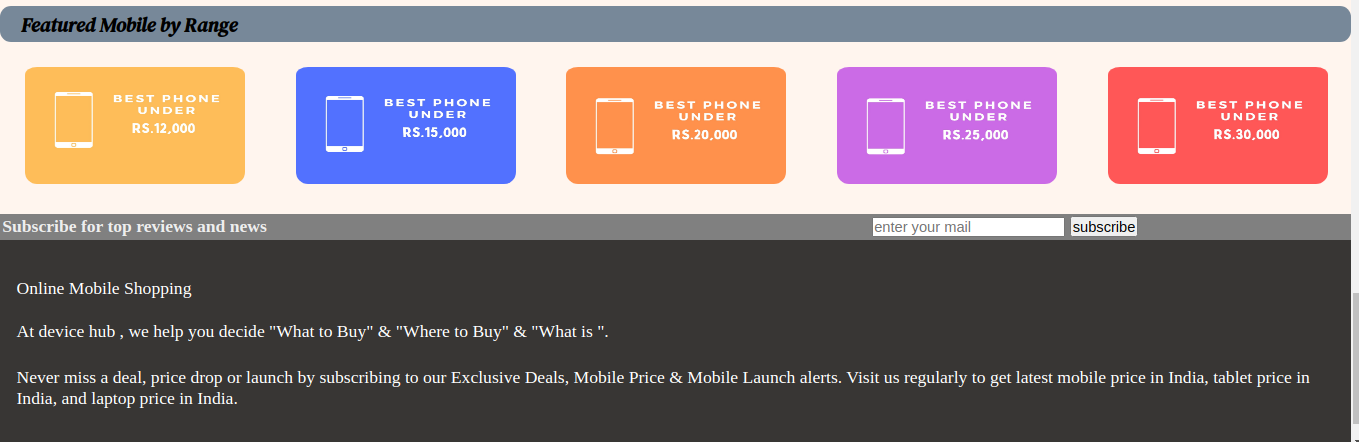 Featured Mobile by Range
BEST PHONE
UNDER
RS.12,000
BEST PHONE
UNDER
RS.15,000
BEST PHONE
UNDER
RS.20,000
BEST PHONE
UNDER
RS.25,000
BEST PHONE
UNDER
RS.30,000
Subscribe for top reviews and news
enter your mail
subscribe
Online Mobile Shopping
At device hub , we help you decide "What to Buy" & "Where to Buy" & "What is ".
Never miss a deal, price drop or launch by subscribing to our Exclusive Deals, Mobile Price & Mobile Launch alerts. Visit us regularly to get latest mobile price in India, tablet price in
India, and laptop price in India.